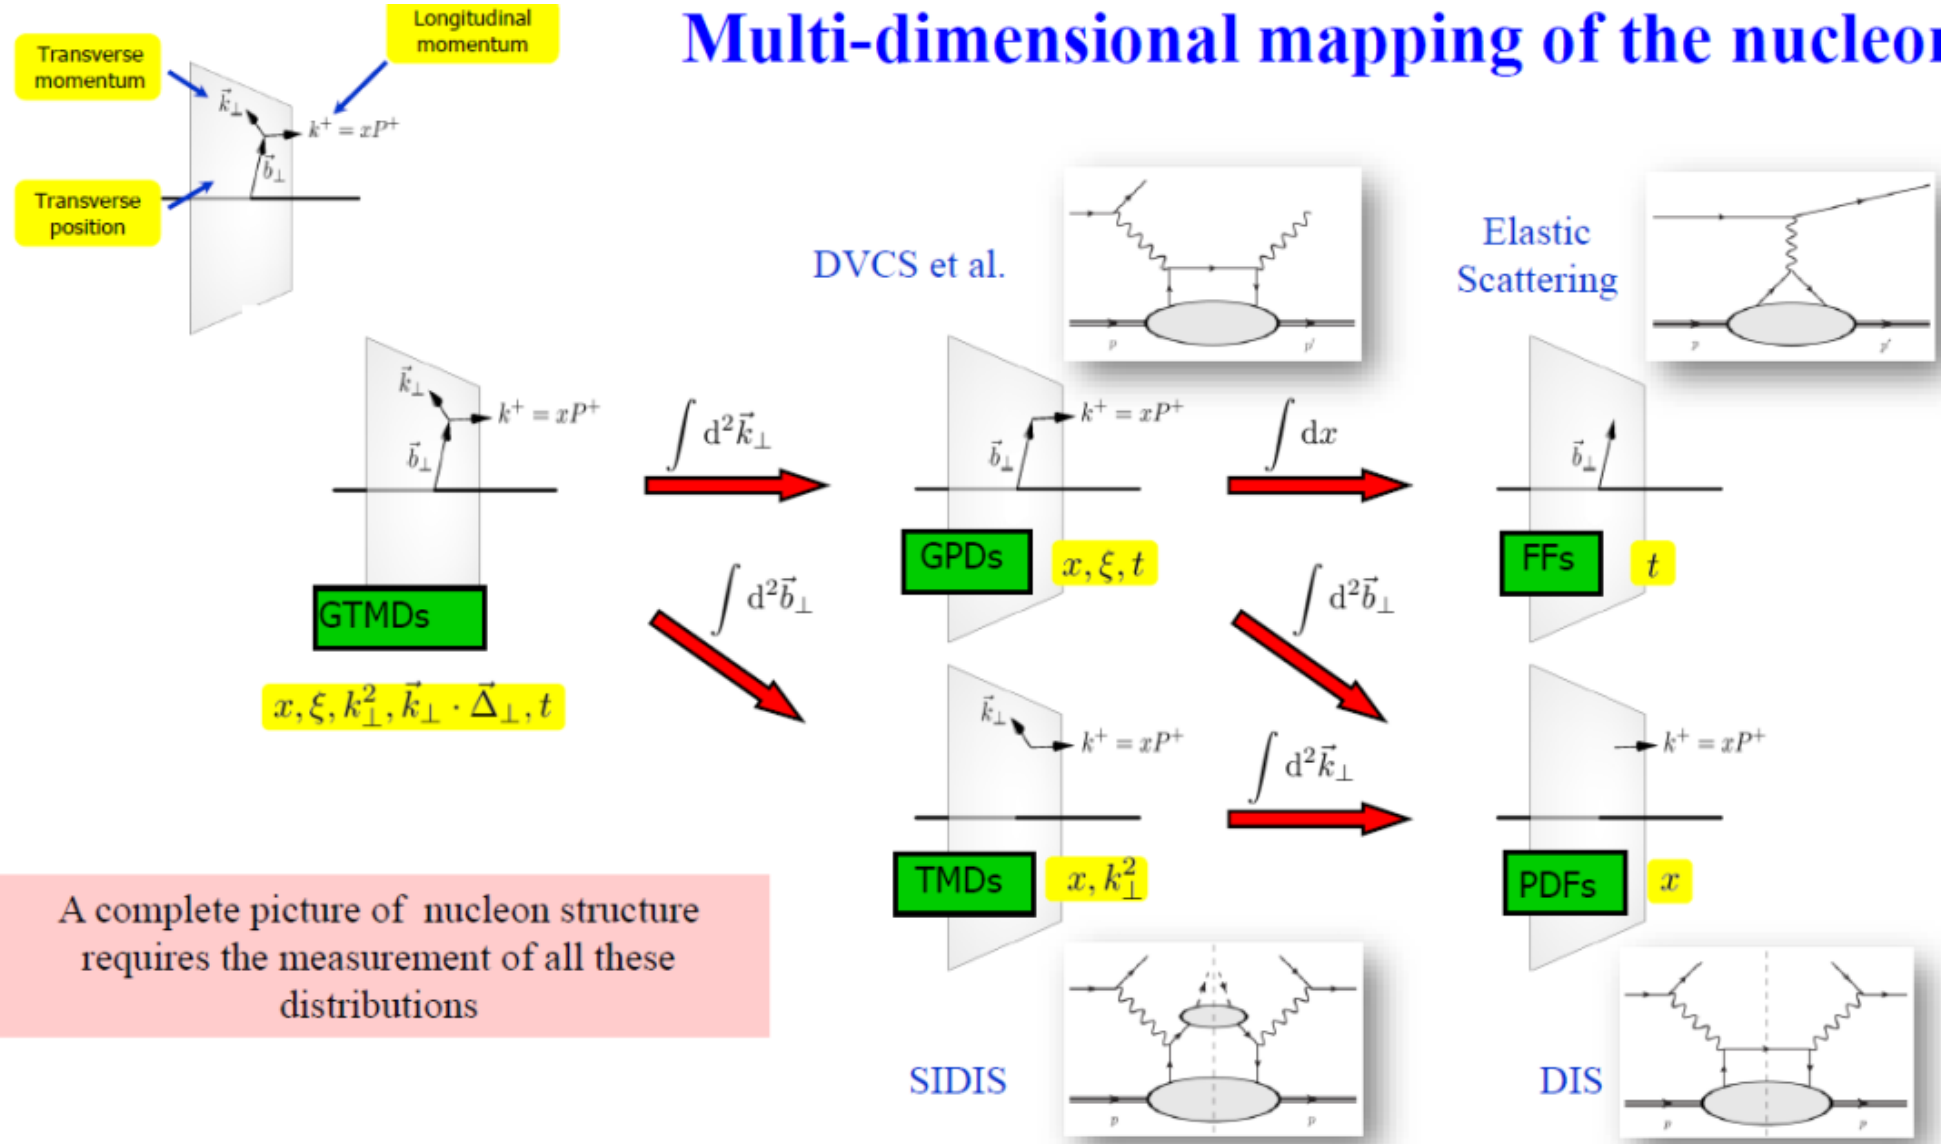 Multi-dimensional mapping of the nucleon
Longitudinal
momentum
Transverse
momentum
k⃗⊥
k⁺ = xP⁺
b⃗⊥
Transverse
position
DVCS et al.
p
p'
Elastic
Scattering
p
p'
k⃗⊥
k⁺ = xP⁺
b⃗⊥
∫ d²k⃗⊥
k⁺ = xP⁺
b⃗⊥
∫ dx
b⃗⊥
GTMDs
x, ξ, k⊥², k⃗⊥ · Δ⃗⊥, t
∫ d²b⃗⊥
GPDs
x, ξ, t
∫ d²b⃗⊥
FFs
t
k⃗⊥
k⁺ = xP⁺
∫ d²k⃗⊥
k⁺ = xP⁺
TMDs
x, k⊥²
PDFs
x
A complete picture of nucleon structure
requires the measurement of all these
distributions
SIDIS
p
p
DIS
p
p